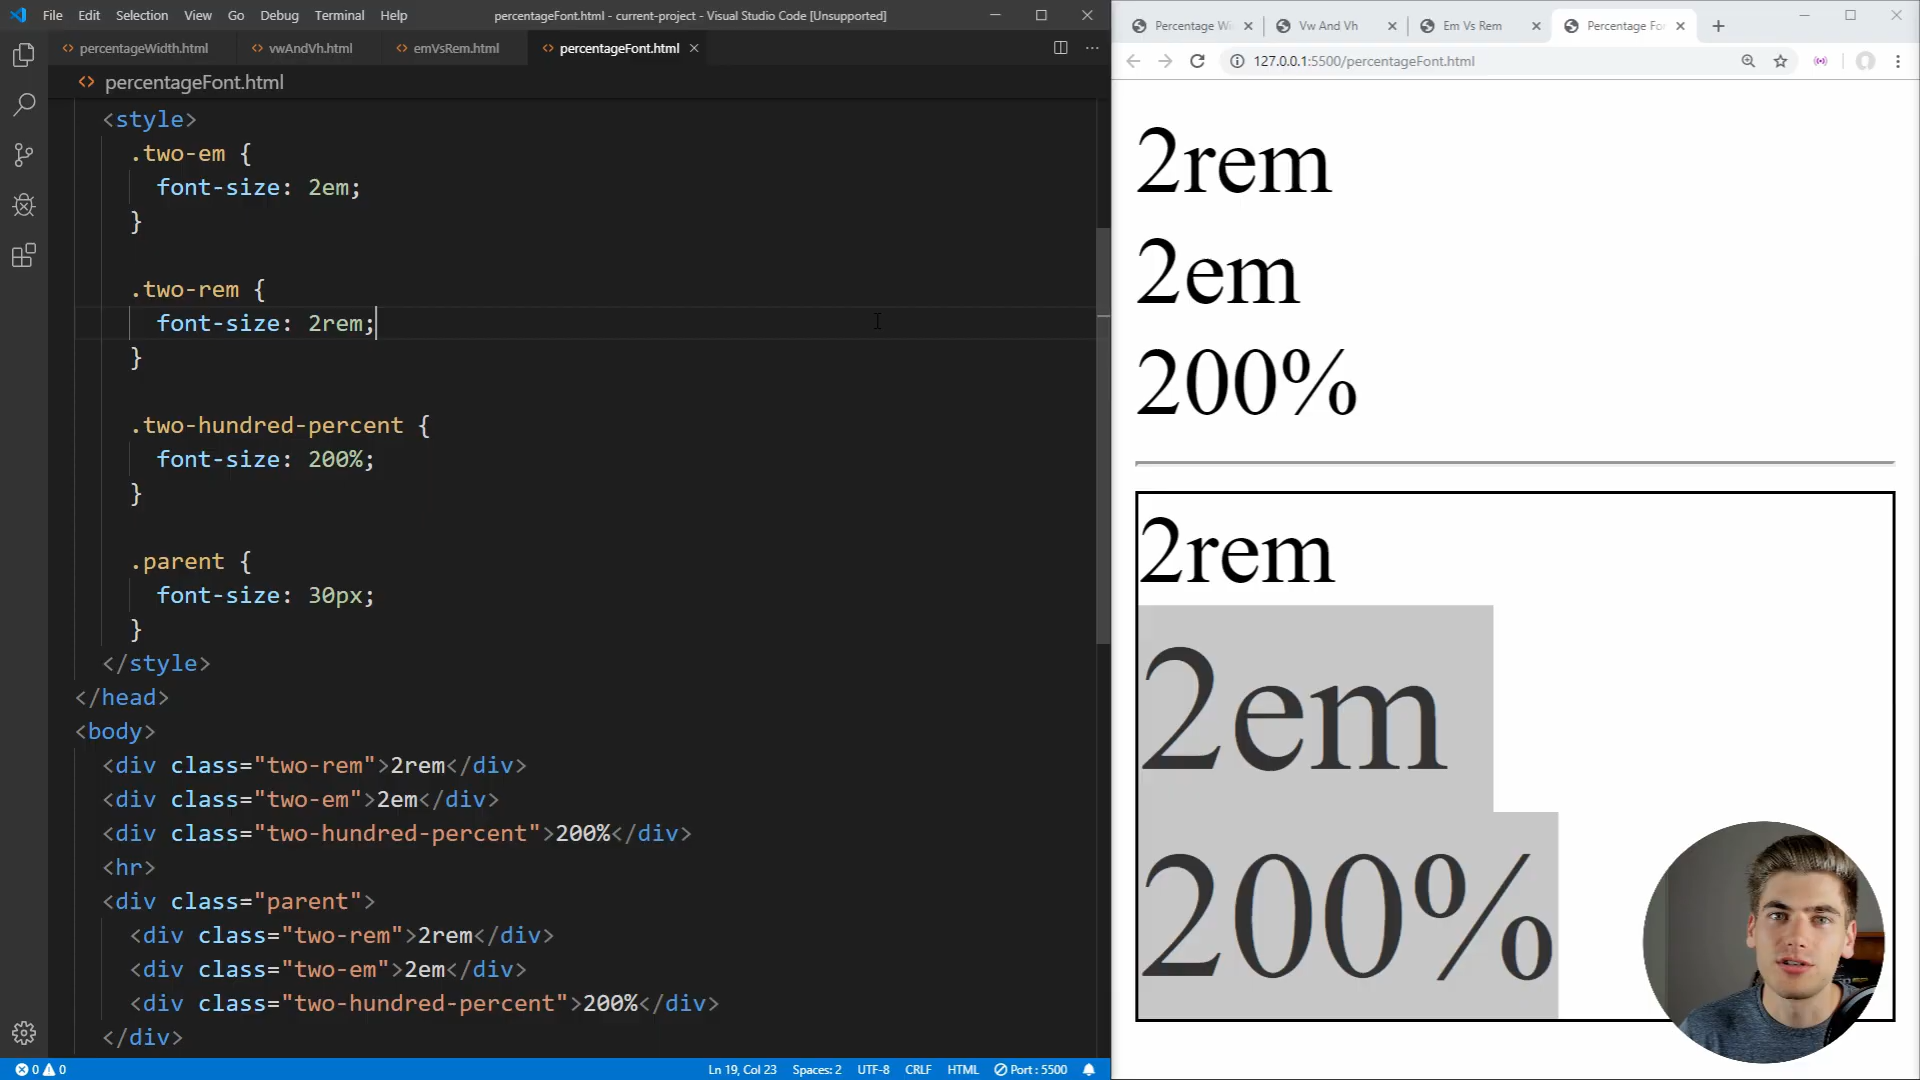 File Edit Selection View Go Debug Terminal Help
percentageFont.html - current-project - Visual Studio Code [Unsupported]
percentageWidth.html
vwAndVh.html
emVsRem.html
percentageFont.html
percentageFont.html
<style>
.two-em {
font-size: 2em;
}
.two-rem {
font-size: 2rem;
}
.two-hundred-percent {
font-size: 200%;
}
.parent {
font-size: 30px;
}
</style>
</head>
<body>
<div class="two-rem">2rem</div>
<div class="two-em">2em</div>
<div class="two-hundred-percent">200%</div>
<hr>
<div class="parent">
<div class="two-rem">2rem</div>
<div class="two-em">2em</div>
<div class="two-hundred-percent">200%</div>
</div>
0 0
Ln 19, Col 23 Spaces: 2 UTF-8 CRLF HTML Port : 5500
Percentage Wi
Vw And Vh
Em Vs Rem
Percentage Fo
127.0.0.1:5500/percentageFont.html
2rem
2em
200%
2rem
2em
200%